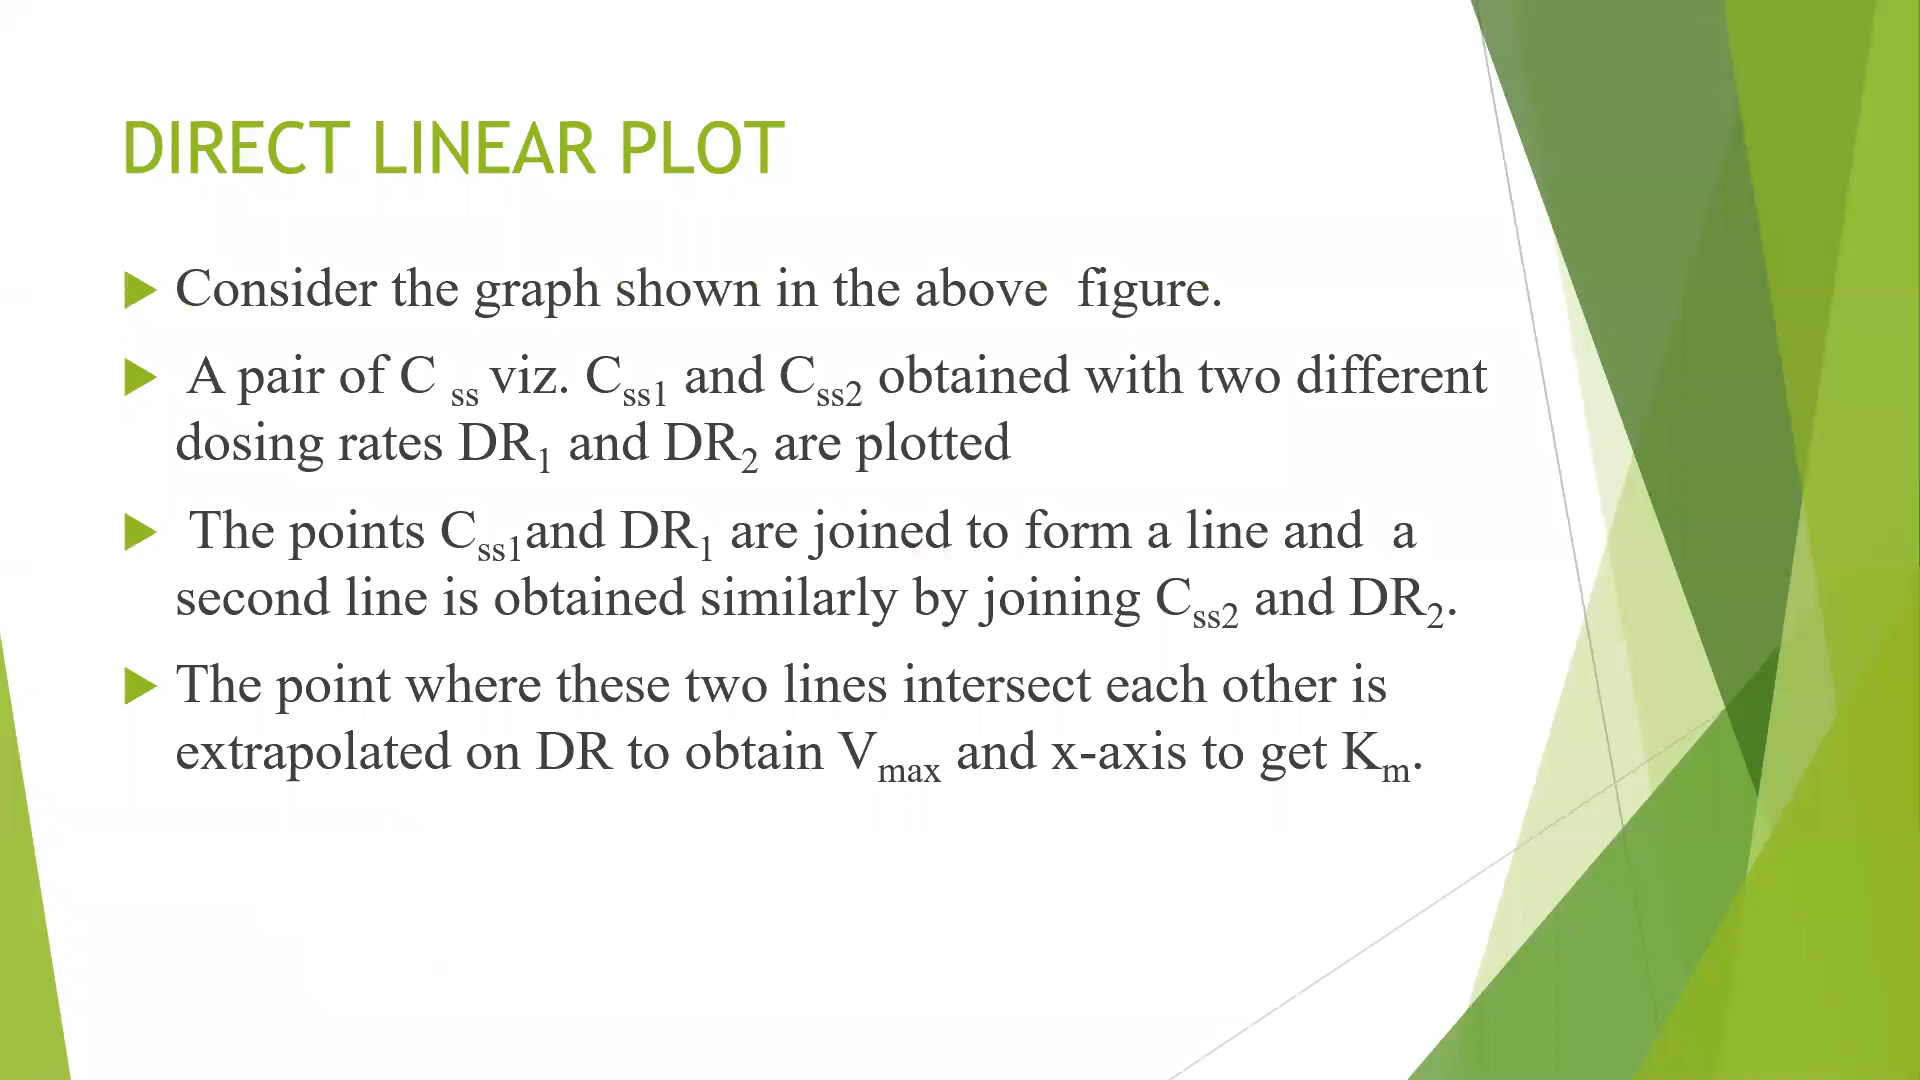 DIRECT LINEAR PLOT
Consider the graph shown in the above figure.
A pair of C ss viz. Css1 and Css2 obtained with two different
dosing rates DR1 and DR2 are plotted
The points Css1and DR1 are joined to form a line and a
second line is obtained similarly by joining Css2 and DR2.
The point where these two lines intersect each other is
extrapolated on DR to obtain Vmax and x-axis to get Km.